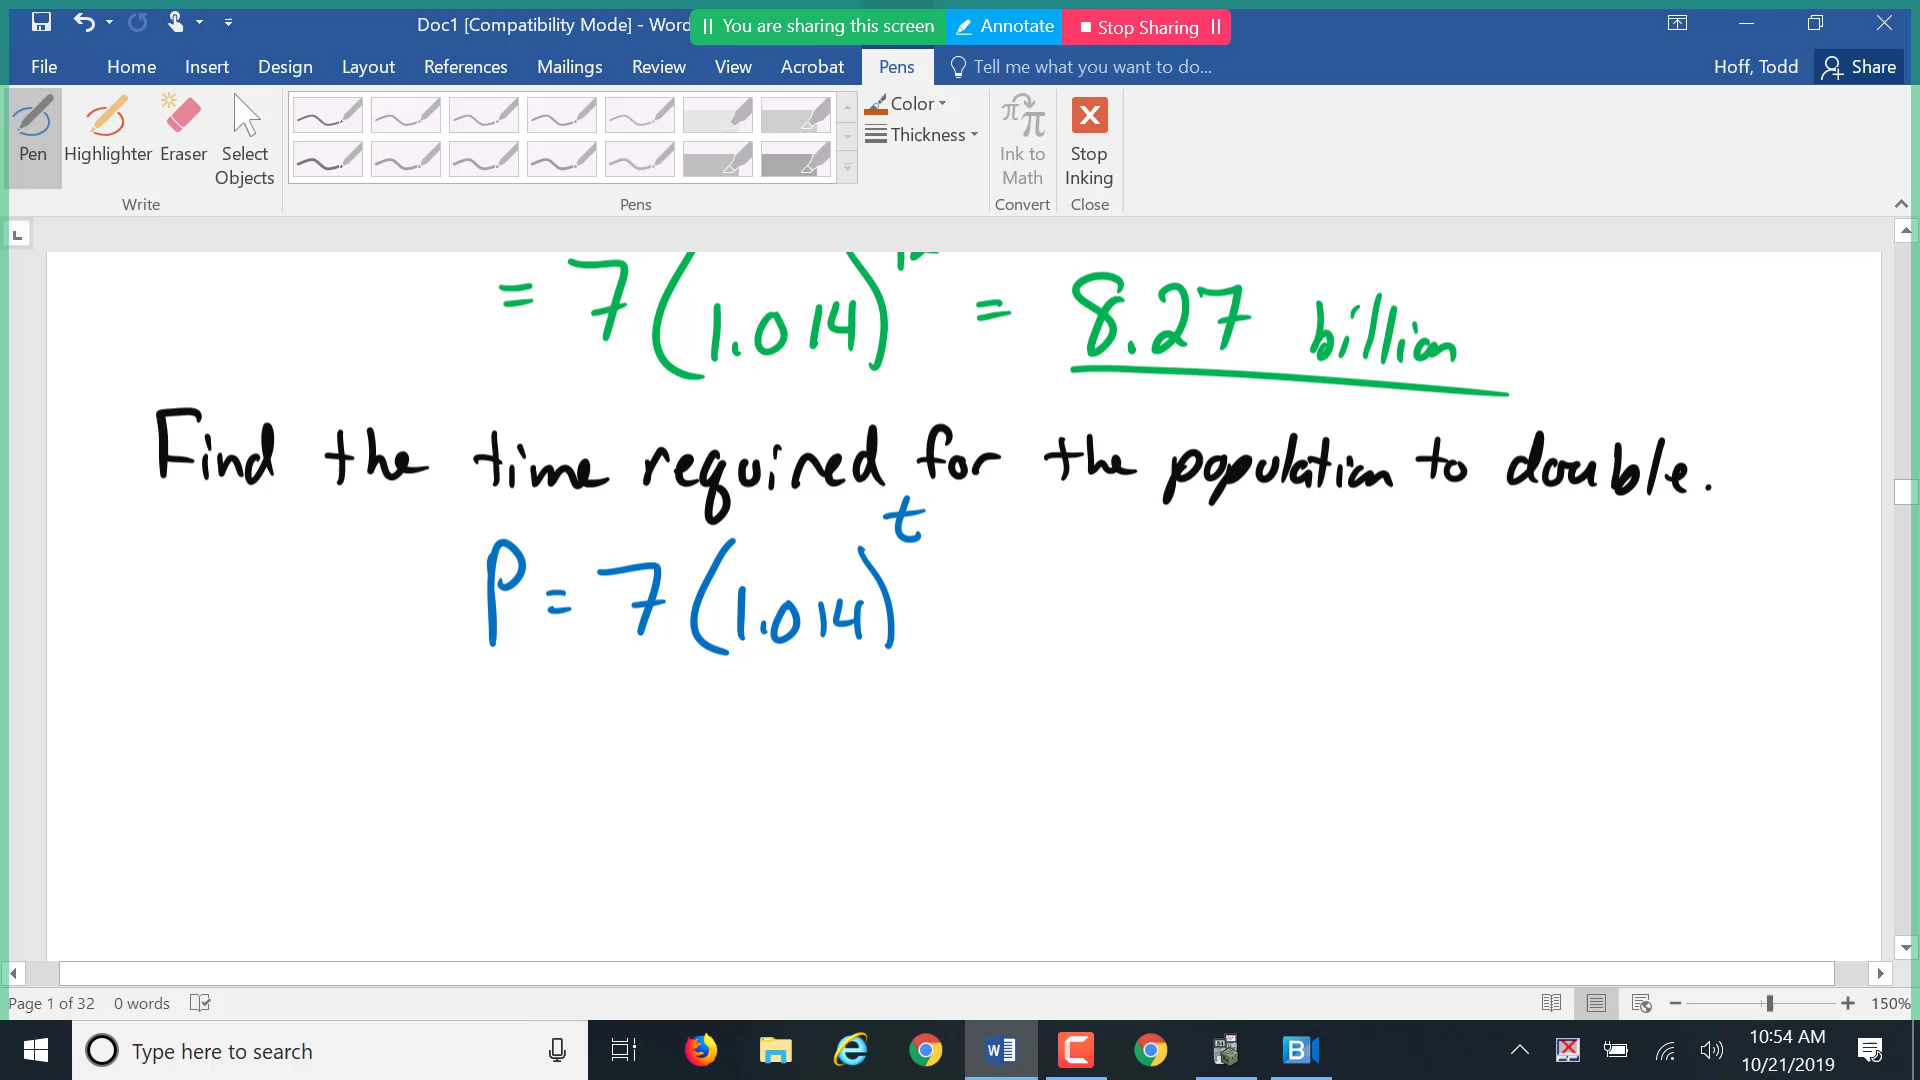 Doc1 [Compatibility Mode] - Word
You are sharing this screen
Annotate
Stop Sharing
File Home Insert Design Layout References Mailings Review View Acrobat Pens Tell me what you want to do... Hoff, Todd Share
Pen Highlighter Eraser Select Objects
Color
Thickness
Ink to Math
Stop Inking
Write Pens Convert Close
= 7(1.014) = 8.27 billion
Find the time required for the population to double.
P = 7(1.014)^t
Page 1 of 32 0 words 150%
Type here to search
10:54 AM
10/21/2019